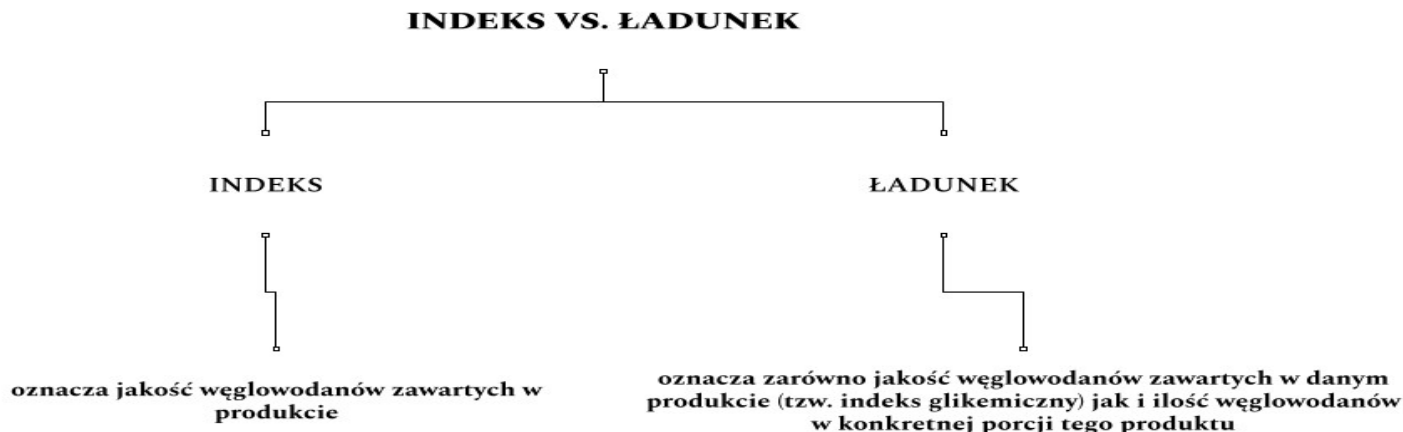 INDEKS VS. ŁADUNEK
INDEKS
ŁADUNEK
oznacza jakość węglowodanów zawartych w
produkcie
oznacza zarówno jakość węglowodanów zawartych w danym
produkcie (tzw. indeks glikemiczny) jak i ilość węglowodanów
w konkretnej porcji tego produktu